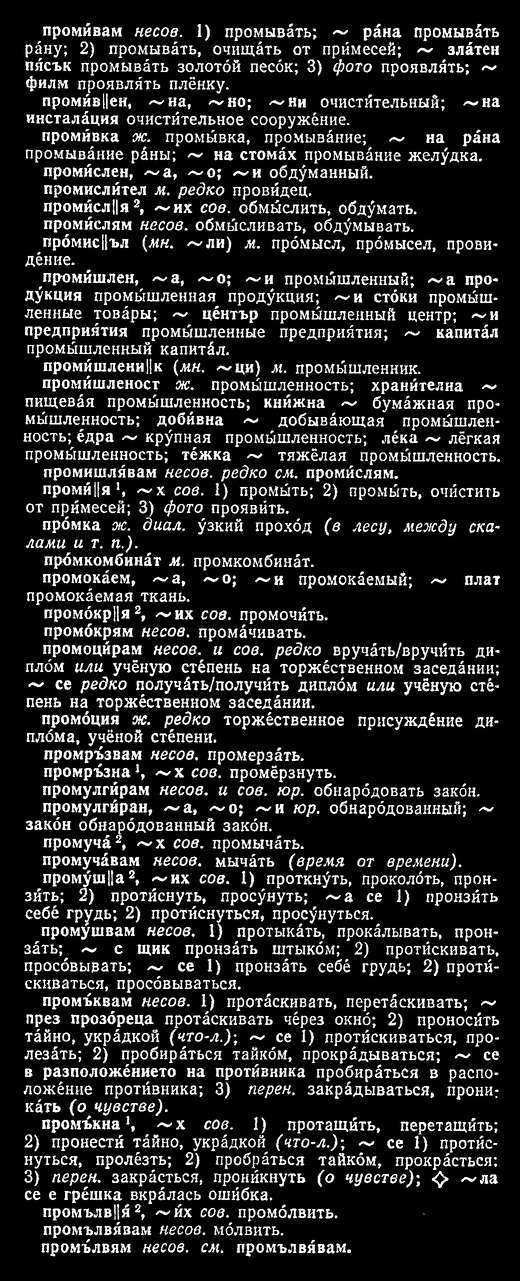 проми́вам несов. 1) промыва́ть; ~ ра́на промыва́ть
ра́ну; 2) промыва́ть, очища́ть от при́месей; ~ зла́тен
пя́сък промыва́ть золото́й песо́к; 3) фото проявля́ть; ~
филм проявля́ть плёнку.
проми́в||ен, ~на, ~но; ~ни очисти́тельный; ~на
инстала́ция очисти́тельное сооруже́ние.
проми́вка ж. промы́вка, промыва́ние; ~ на ра́на
промыва́ние ра́ны; ~ на стома́х промыва́ние желу́дка.
проми́слен, ~а, ~о; ~и обду́манный.
промисли́тел м. редко прови́дец.
проми́сл||я², ~их сов. обмы́слить, обду́мать.
проми́слям несов. обмы́сливать, обду́мывать.
про́мис||ъл (мн. ~ли) м. про́мысл, про́мысел, прови-
де́ние.
проми́шлен, ~а, ~о; ~и промы́шленный; ~а про-
ду́кция промы́шленная проду́кция; ~и сто́ки промы́ш-
ленные това́ры; ~ це́нтър промы́шленный центр; ~и
предприя́тия промы́шленные предприя́тия; ~ капита́л
промы́шленный капита́л.
проми́шлени||к (мн. ~ци) м. промы́шленник.
проми́шленост ж. промы́шленность; храни́телна ~
пищева́я промы́шленность; кни́жна ~ бума́жная про-
мы́шленность; доби́вна ~ добыва́ющая промы́шлен-
ность; е́дра ~ кру́пная промы́шленность; ле́ка ~ лёгкая
промы́шленность; те́жка ~ тяжёлая промы́шленность.
промишля́вам несов. редко см. проми́слям.
проми́||я¹, ~х сов. 1) промы́ть; 2) промы́ть, очи́стить
от при́месей; 3) фото прояви́ть.
про́мка ж. диал. у́зкий прохо́д (в лесу, между ска-
лами и т. п.).
про́мкомбина́т м. промкомбина́т.
промока́ем, ~а, ~о; ~и промока́емый; ~ плат
промока́емая ткань.
промо́кр||я², ~их сов. промочи́ть.
промо́крям несов. прома́чивать.
промоци́рам несов. и сов. редко вруча́ть/вручи́ть ди-
пло́м или учёную сте́пень на торже́ственном заседа́нии;
~ се редко получа́ть/получи́ть дипло́м или учёную сте́-
пень на торже́ственном заседа́нии.
промо́ция ж. редко торже́ственное присужде́ние ди-
пло́ма, учёной сте́пени.
промръ́звам несов. промерза́ть.
промръ́зна¹, ~х сов. промёрзнуть.
промулги́рам несов. и сов. юр. обнаро́довать зако́н.
промулги́ран, ~а, ~о; ~и юр. обнаро́дованный; ~
зако́н обнаро́дованный зако́н.
промуча́², ~х сов. промыча́ть.
промуча́вам несов. мыча́ть (время от времени).
прому́ш||а², ~их сов. 1) проткну́ть, проколо́ть, прон-
зи́ть; 2) проти́снуть, просу́нуть; ~а се 1) пронзи́ть
себе́ грудь; 2) проти́снуться, просу́нуться.
прому́швам несов. 1) протыка́ть, прока́лывать, прон-
за́ть; ~ с щик пронза́ть штыко́м; 2) проти́скивать,
просо́вывать; ~ се 1) пронза́ть себе́ грудь; 2) проти́-
скиваться, просо́вываться.
промъ́квам несов. 1) прота́скивать, перета́скивать; ~
през прозо́реца прота́скивать че́рез окно́; 2) проноси́ть
та́йно, укра́дкой (что-л.); ~ се 1) проти́скиваться, про-
леза́ть; 2) пробира́ться тайко́м, прокра́дываться; ~ се
в разположе́нието на проти́вника пробира́ться в распо-
ложе́ние проти́вника; 3) перен. закра́дываться, прони-
ка́ть (о чувстве).
промъ́кна¹, ~х сов. 1) протащи́ть, перетащи́ть;
2) пронести́ та́йно, укра́дкой (что-л.); ~ се 1) проти́с-
нуться, проле́зть; 2) пробра́ться тайко́м, прокра́сться;
3) перен. закра́сться, прони́кнуть (о чувстве); ◇ ~ла
се е гре́шка вкра́лась оши́бка.
промълв||я́², ~и́х сов. промо́лвить.
промълвя́вам несов. мо́лвить.
промъ́лвям несов. см. промълвя́вам.